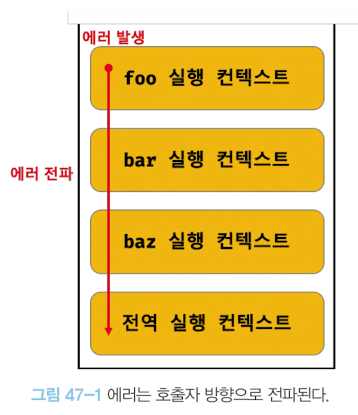 에러 발생
foo 실행 컨텍스트
bar 실행 컨텍스트
에러 전파
baz 실행 컨텍스트
전역 실행 컨텍스트
그림 47-1 에러는 호출자 방향으로 전파된다.